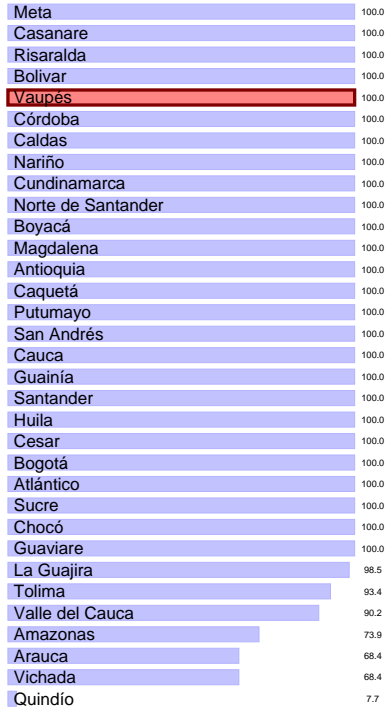 Meta 100.0
Casanare 100.0
Risaralda 100.0
Bolivar 100.0
Vaupés 100.0
Córdoba 100.0
Caldas 100.0
Nariño 100.0
Cundinamarca 100.0
Norte de Santander 100.0
Boyacá 100.0
Magdalena 100.0
Antioquia 100.0
Caquetá 100.0
Putumayo 100.0
San Andrés 100.0
Cauca 100.0
Guainía 100.0
Santander 100.0
Huila 100.0
Cesar 100.0
Bogotá 100.0
Atlántico 100.0
Sucre 100.0
Chocó 100.0
Guaviare 100.0
La Guajira 98.5
Tolima 93.4
Valle del Cauca 90.2
Amazonas 73.9
Arauca 68.4
Vichada 68.4
Quindío 7.7